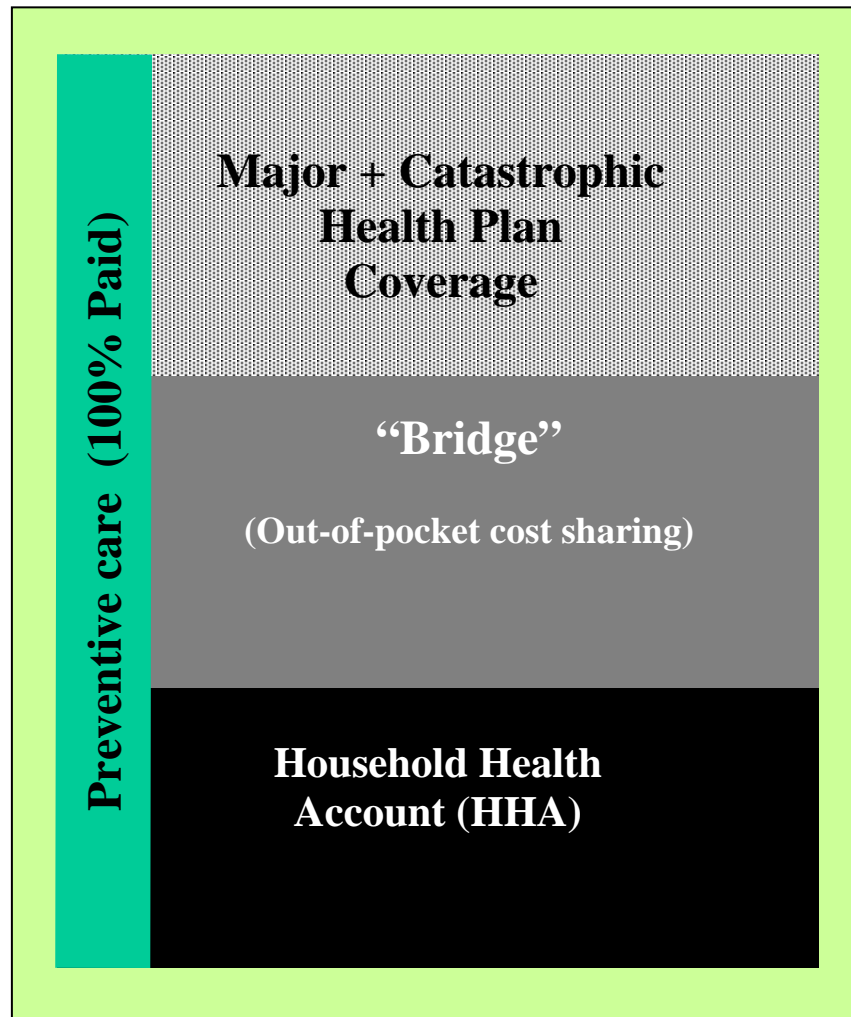 Preventive care (100% Paid)
Major + Catastrophic
Health Plan
Coverage
“Bridge”
(Out-of-pocket cost sharing)
Household Health
Account (HHA)